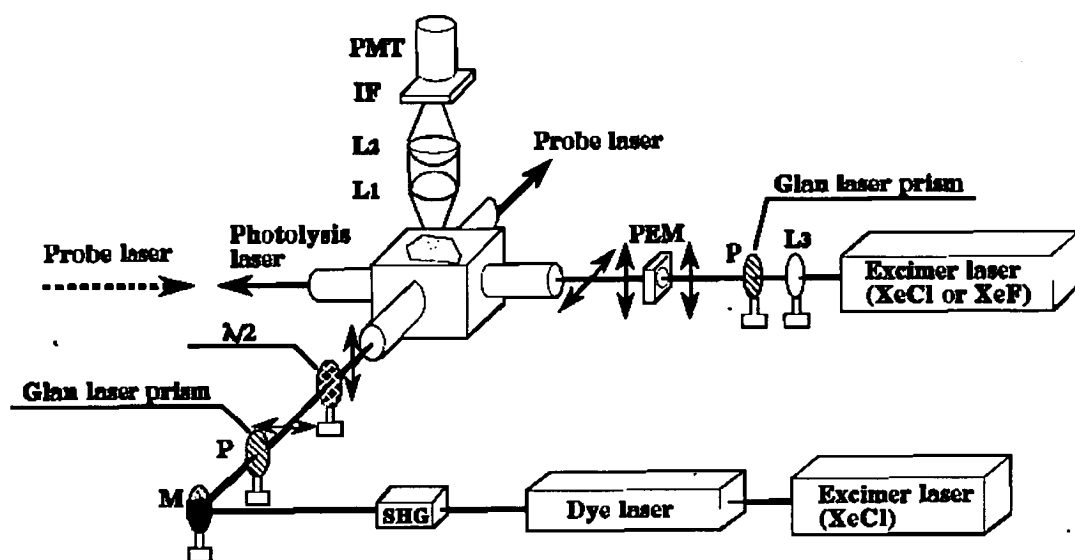 PMT
IF
L2
L1
Probe laser
Glan laser prism
Probe laser
Photolysis
laser
PEM
P
L3
Excimer laser
(XeCl or XeF)
λ/2
Glan laser prism
P
M
SHG
Dye laser
Excimer laser
(XeCl)